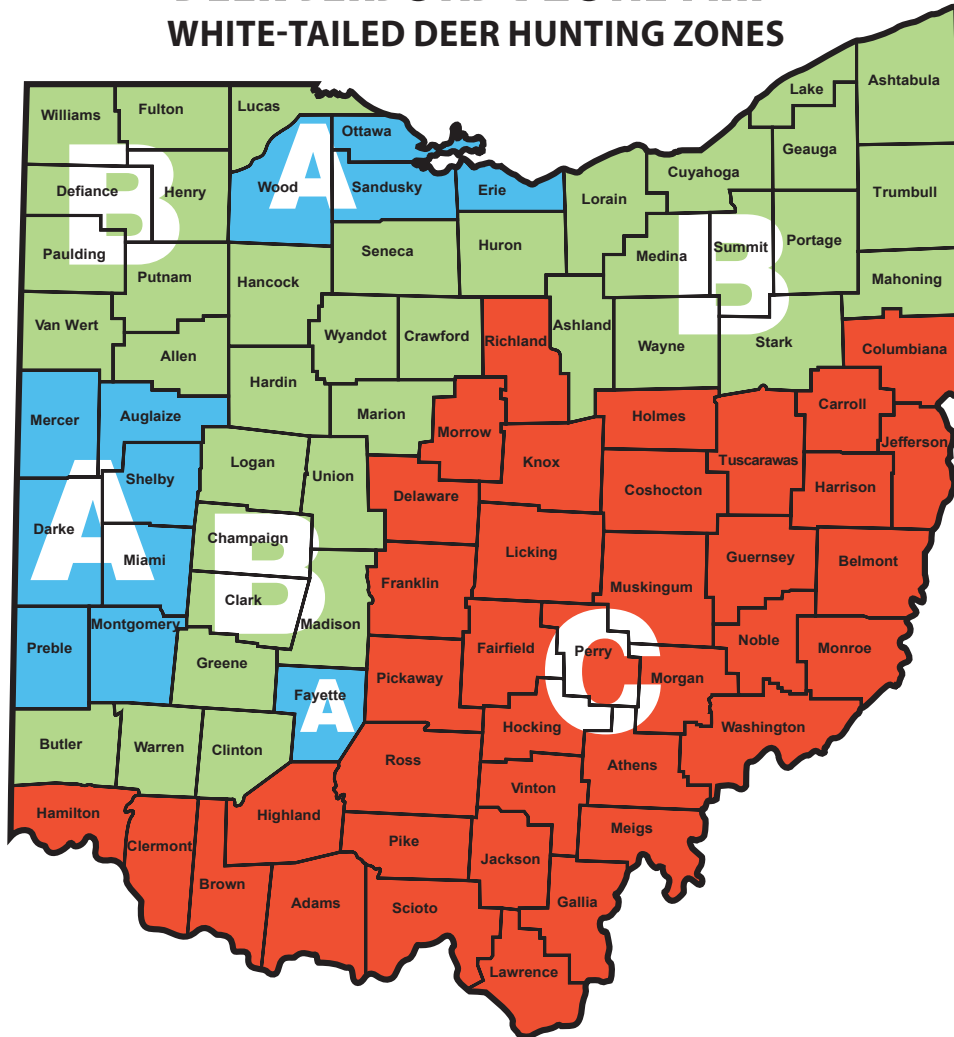 WHITE-TAILED DEER HUNTING ZONES
Williams
Fulton
Lucas
Ottawa
Lake
Ashtabula
Geauga
Cuyahoga
Trumbull
B
Defiance
Henry
A
Wood
Sandusky
Erie
Lorain
Paulding
Putnam
Hancock
Seneca
Huron
Medina
B
Summit
Portage
Mahoning
Van Wert
Allen
Wyandot
Crawford
Richland
Ashland
Wayne
Stark
Columbiana
Hardin
Marion
Morrow
Holmes
Carroll
Jefferson
Mercer
Auglaize
Logan
Union
Knox
Tuscarawas
Shelby
Delaware
Coshocton
Harrison
A
Darke
Miami
Champaign
B
Clark
Madison
Franklin
Licking
Muskingum
Guernsey
Belmont
Preble
Montgomery
Greene
Fayette
A
Pickaway
Fairfield
Perry
C
Morgan
Noble
Monroe
Butler
Warren
Clinton
Ross
Hocking
Vinton
Athens
Washington
Hamilton
Clermont
Highland
Pike
Jackson
Meigs
Brown
Adams
Scioto
Gallia
Lawrence